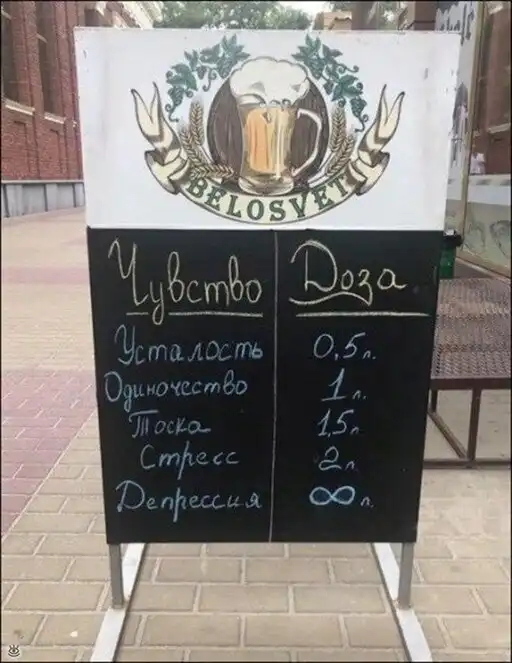 BELOSVET
Чувство Доза
Усталость 0,5 л.
Одиночество 1 л.
Тоска 1,5 л.
Стресс 2 л.
Депрессия ∞ л.